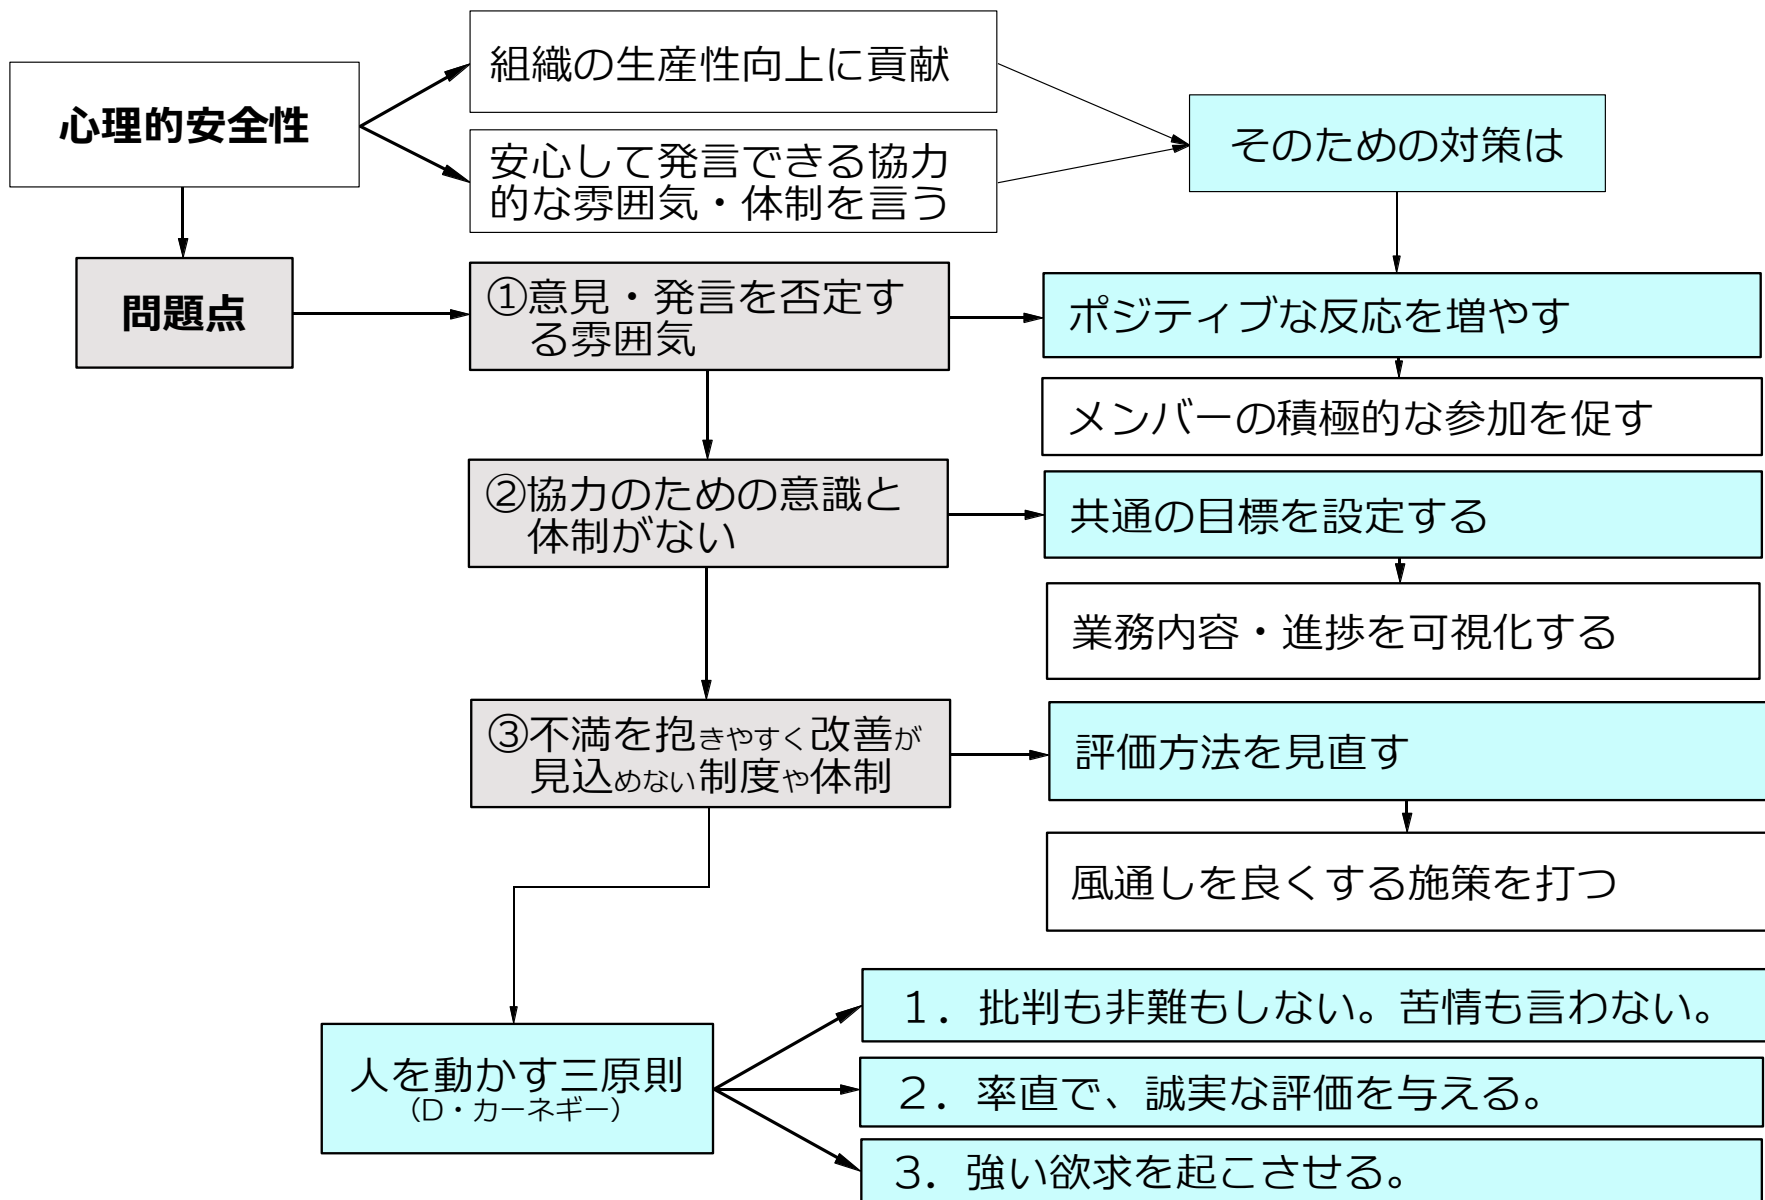 心理的安全性
組織の生産性向上に貢献
安心して発言できる協力
的な雰囲気・体制を言う
そのための対策は
問題点
①意見・発言を否定す
る雰囲気
ポジティブな反応を増やす
メンバーの積極的な参加を促す
②協力のための意識と
体制がない
共通の目標を設定する
業務内容・進捗を可視化する
③不満を抱きやすく改善が
見込めない制度や体制
評価方法を見直す
風通しを良くする施策を打つ
人を動かす三原則
（D・カーネギー）
１．批判も非難もしない。苦情も言わない。
２．率直で、誠実な評価を与える。
３．強い欲求を起こさせる。